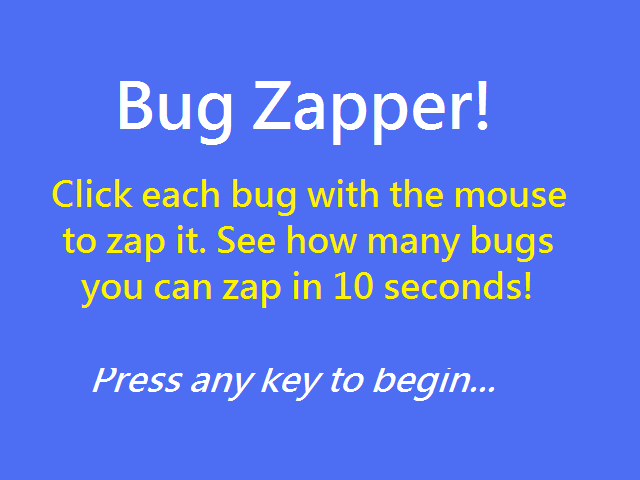 Bug Zapper!
Click each bug with the mouse
to zap it. See how many bugs
you can zap in 10 seconds!
Press any key to begin...